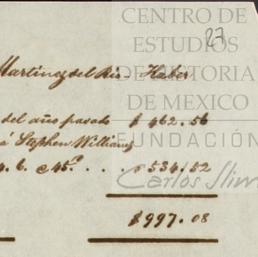 CENTRO DE
ESTUDIOS
DE HISTORIA
DE MEXICO
FUNDACIÓN
Carlos Slim
27
Martinez del Rio Haber
del año pasado $ 462.56
á Stephen Williams
534.52
$997.08